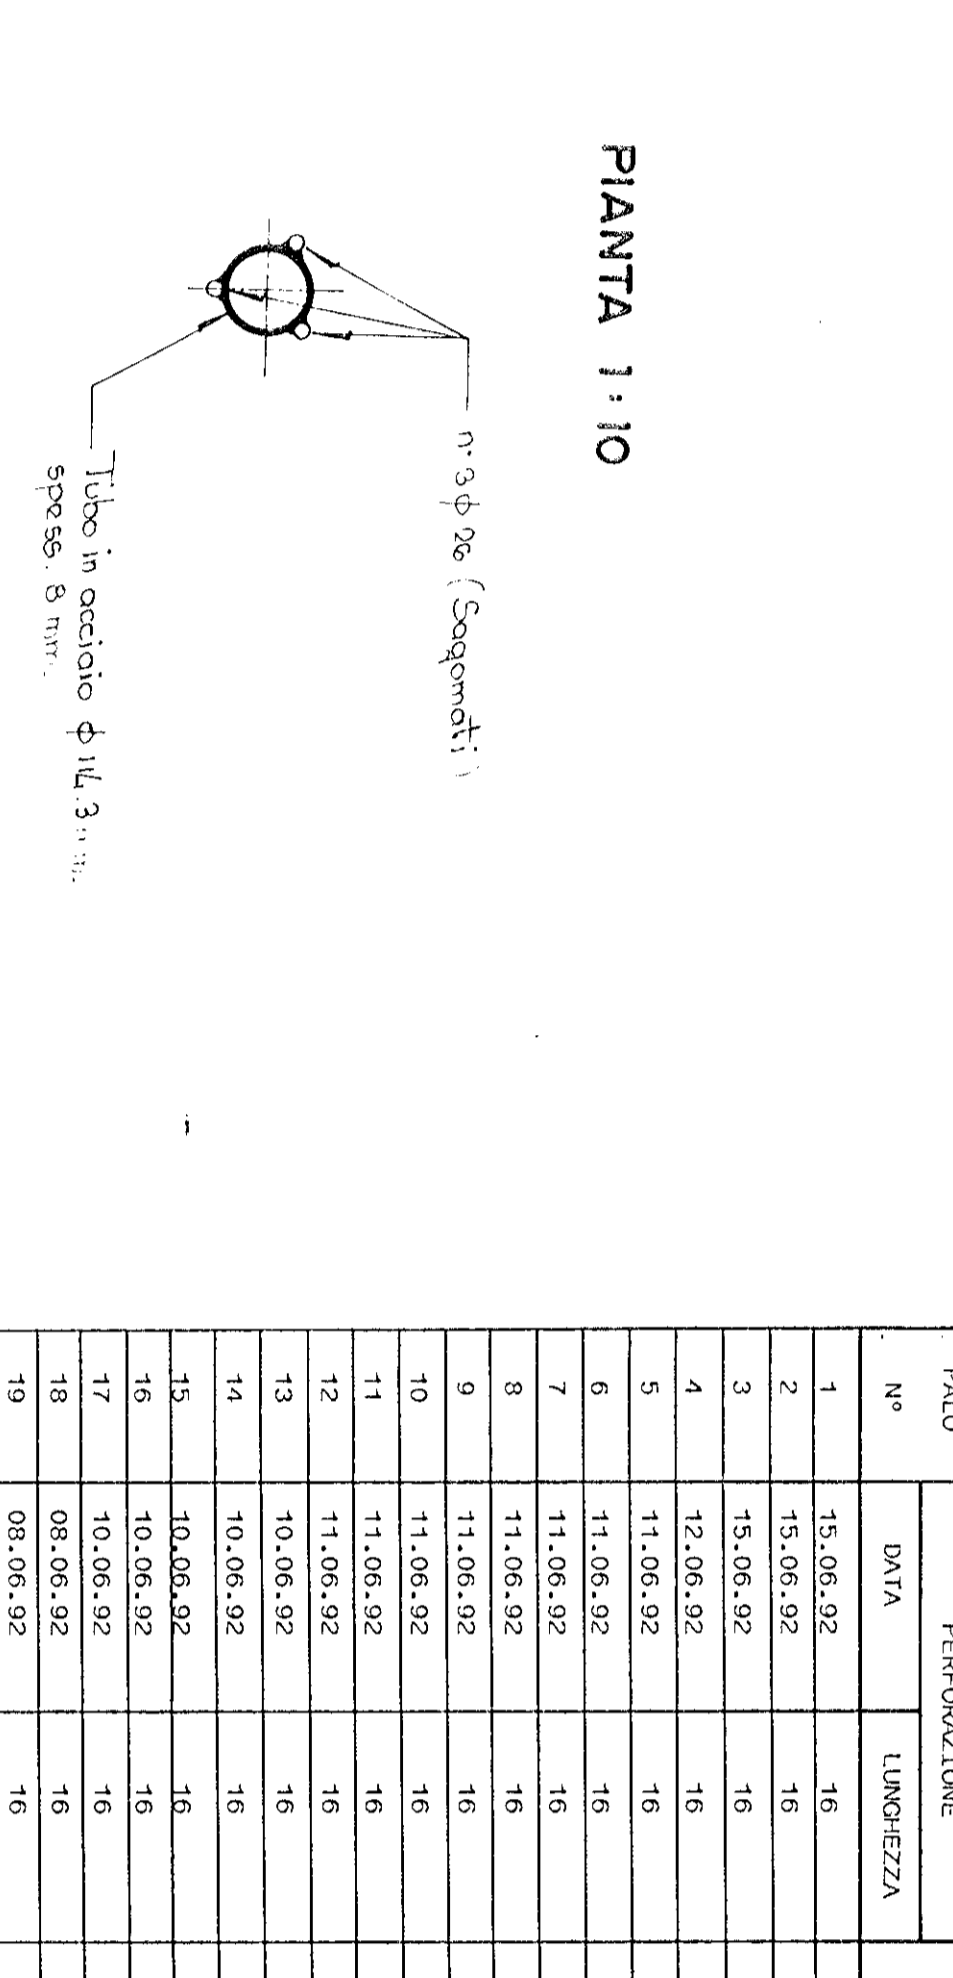 PIANTA 1:10
n° 3 ϕ 26 (Sagomati)
Tubo in acciaio ϕ 114.3 mm.
spess. 8 mm.
PALO PERFORAZIONE
N° DATA LUNGHEZZA
1 15.06.92 16
2 15.06.92 16
3 15.06.92 16
4 12.06.92 16
5 11.06.92 16
6 11.06.92 16
7 11.06.92 16
8 11.06.92 16
9 11.06.92 16
10 11.06.92 16
11 11.06.92 16
12 11.06.92 16
13 10.06.92 16
14 10.06.92 16
15 10.06.92 16
16 10.06.92 16
17 10.06.92 16
18 08.06.92 16
19 08.06.92 16